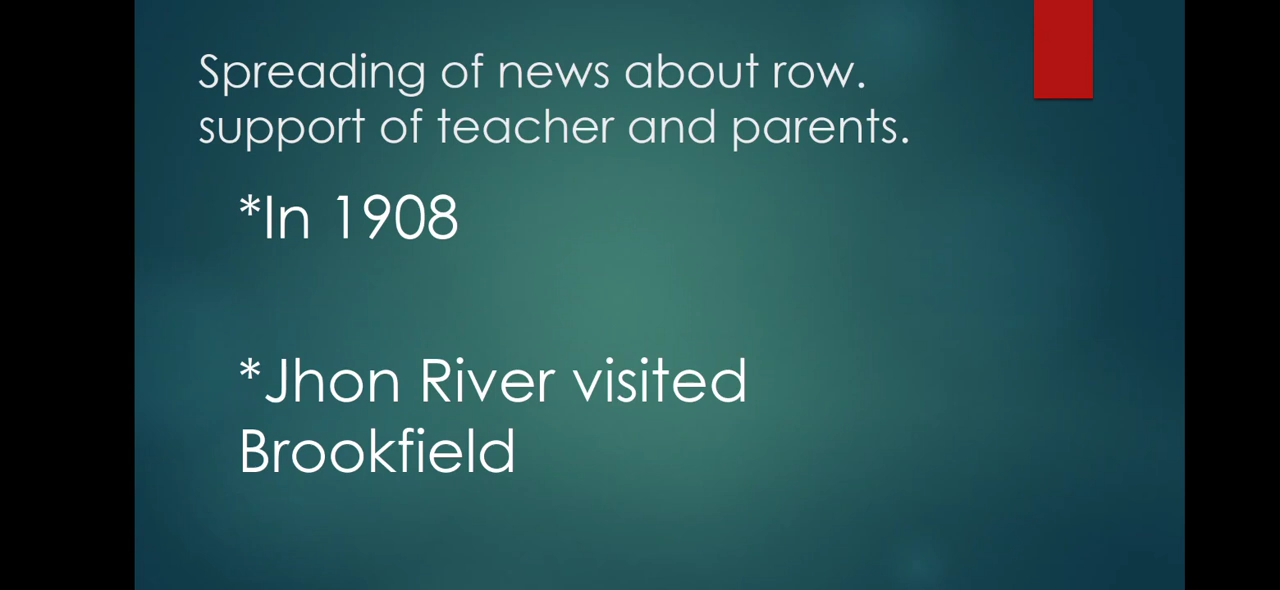 Spreading of news about row.
support of teacher and parents.
*In 1908
*Jhon River visited
Brookfield